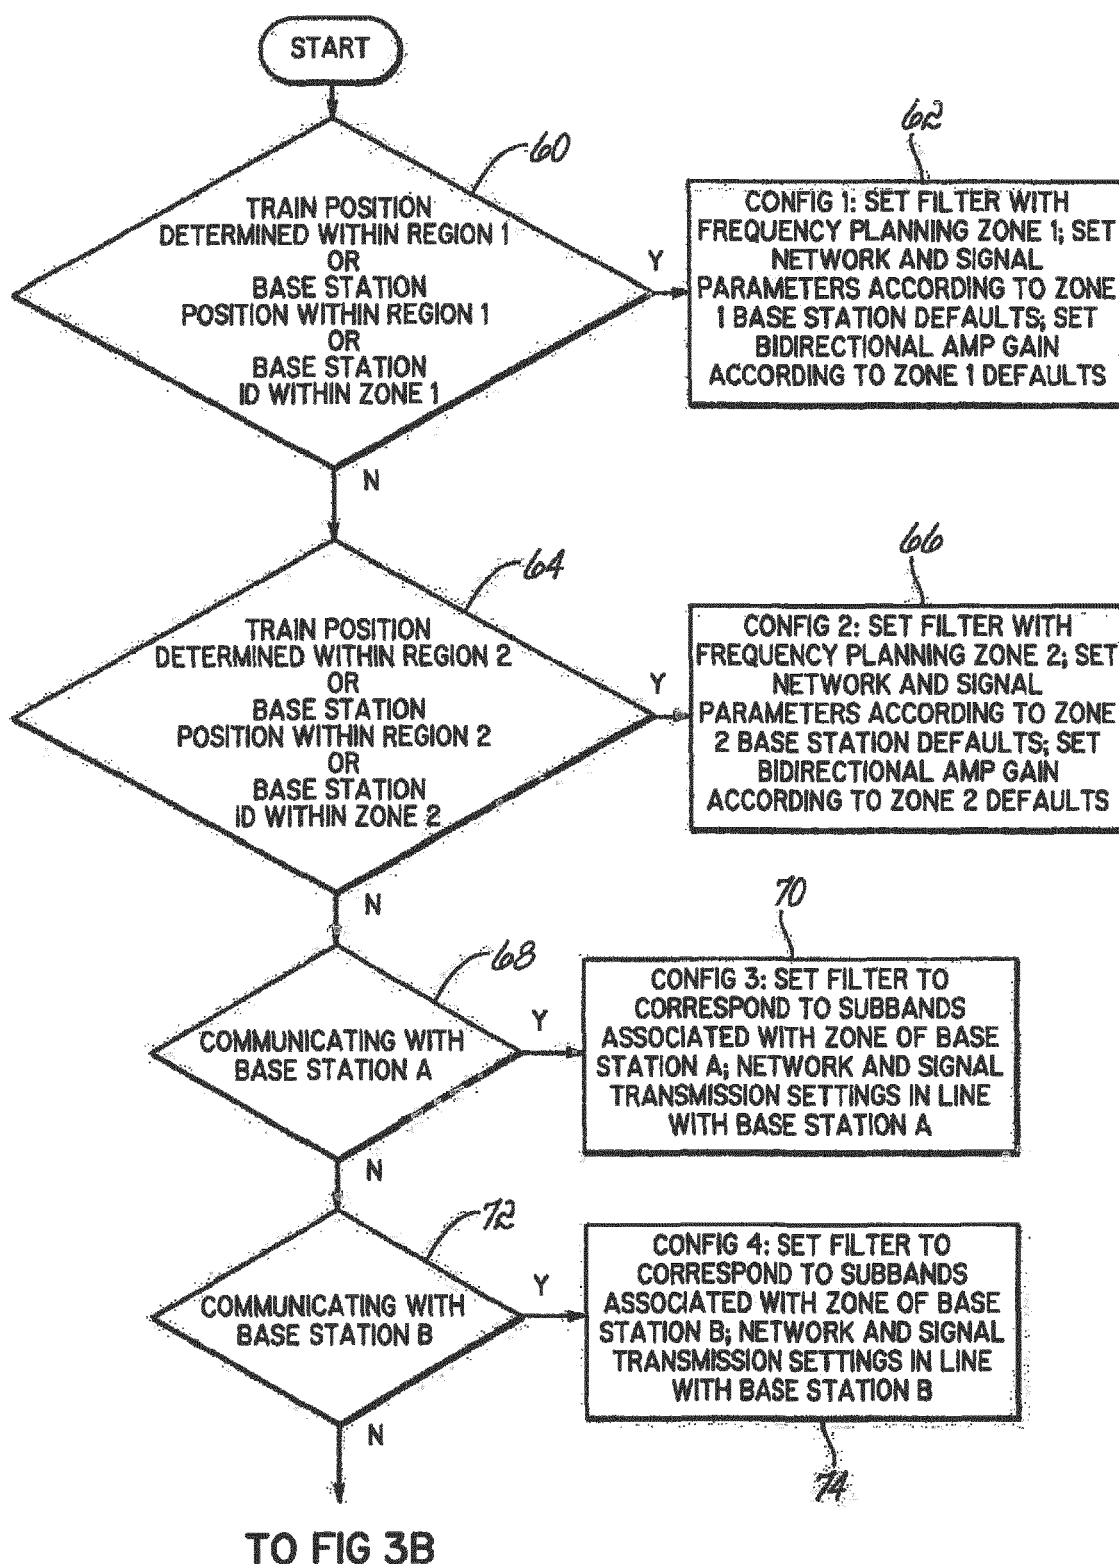 START
60
TRAIN POSITION
DETERMINED WITHIN REGION 1
OR
BASE STATION
POSITION WITHIN REGION 1
OR
BASE STATION
ID WITHIN ZONE 1
Y
62
CONFIG 1: SET FILTER WITH
FREQUENCY PLANNING ZONE 1; SET
NETWORK AND SIGNAL
PARAMETERS ACCORDING TO ZONE
1 BASE STATION DEFAULTS; SET
BIDIRECTIONAL AMP GAIN
ACCORDING TO ZONE 1 DEFAULTS
N
64
TRAIN POSITION
DETERMINED WITHIN REGION 2
OR
BASE STATION
POSITION WITHIN REGION 2
OR
BASE STATION
ID WITHIN ZONE 2
Y
66
CONFIG 2: SET FILTER WITH
FREQUENCY PLANNING ZONE 2; SET
NETWORK AND SIGNAL
PARAMETERS ACCORDING TO ZONE
2 BASE STATION DEFAULTS; SET
BIDIRECTIONAL AMP GAIN
ACCORDING TO ZONE 2 DEFAULTS
N
68
COMMUNICATING WITH
BASE STATION A
Y
70
CONFIG 3: SET FILTER TO
CORRESPOND TO SUBBANDS
ASSOCIATED WITH ZONE OF BASE
STATION A; NETWORK AND SIGNAL
TRANSMISSION SETTINGS IN LINE
WITH BASE STATION A
N
72
COMMUNICATING WITH
BASE STATION B
Y
CONFIG 4: SET FILTER TO
CORRESPOND TO SUBBANDS
ASSOCIATED WITH ZONE OF BASE
STATION B; NETWORK AND SIGNAL
TRANSMISSION SETTINGS IN LINE
WITH BASE STATION B
74
N
TO FIG 3B